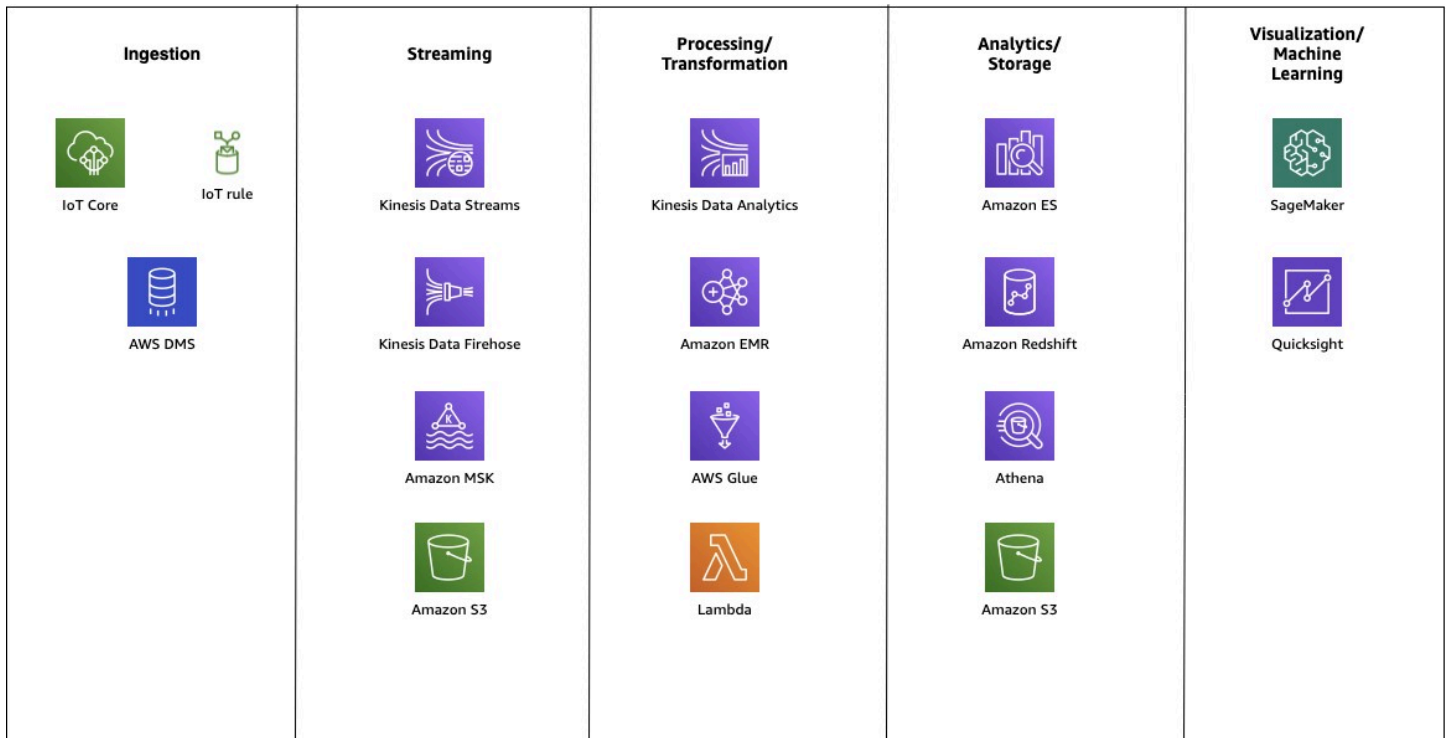 Ingestion
Streaming
Processing/
Transformation
Analytics/
Storage
Visualization/
Machine
Learning
IoT Core
IoT rule
AWS DMS
Kinesis Data Streams
Kinesis Data Firehose
K
Amazon MSK
Amazon S3
Kinesis Data Analytics
Amazon EMR
AWS Glue
Lambda
Amazon ES
Amazon Redshift
Athena
Amazon S3
SageMaker
Quicksight